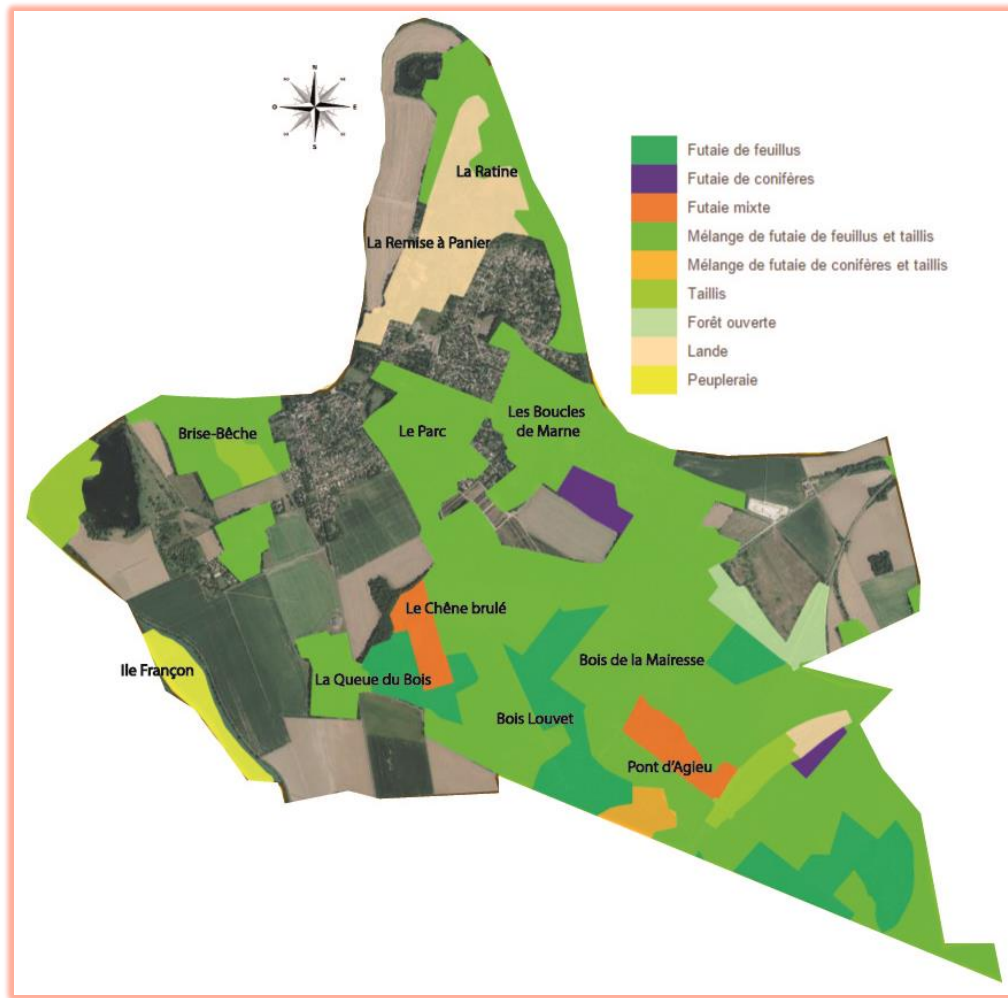 N
O
E
S
La Ratine
La Remise à Panier
Futaie de feuillus
Futaie de conifères
Futaie mixte
Mélange de futaie de feuillus et taillis
Mélange de futaie de conifères et taillis
Taillis
Forêt ouverte
Lande
Peupleraie
Brise-Bêche
Le Parc
Les Boucles
de Marne
Le Chêne brulé
Ile Françon
La Queue du Bois
Bois de la Mairesse
Bois Louvet
Pont d'Agieu